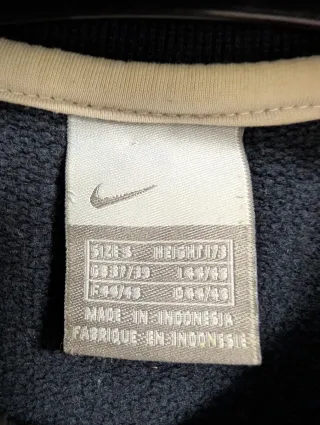 SIZE S HEIGHT 173
GB 37/39 I 44/46
F 44/46 D 44/46
MADE IN INDONESIA
FABRIQUE EN INDONESIE